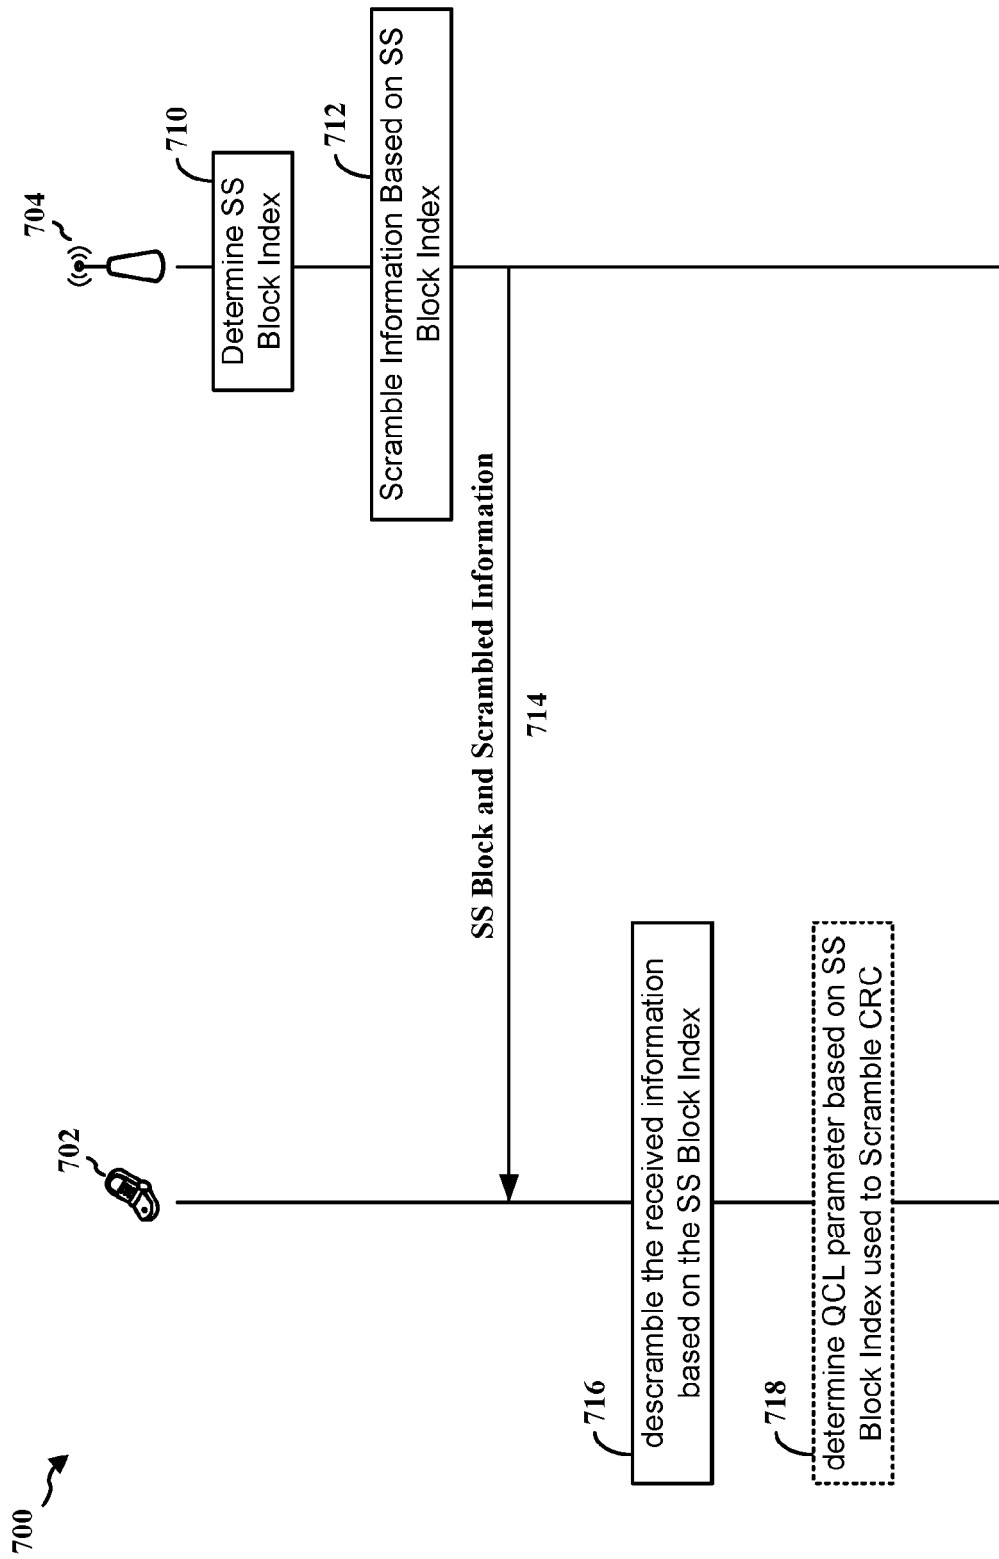 700
702
704
710
Determine SS
Block Index
712
Scramble Information Based on SS
Block Index
SS Block and Scrambled Information
714
716
descramble the received information
based on the SS Block Index
718
determine QCL parameter based on SS
Block Index used to Scramble CRC